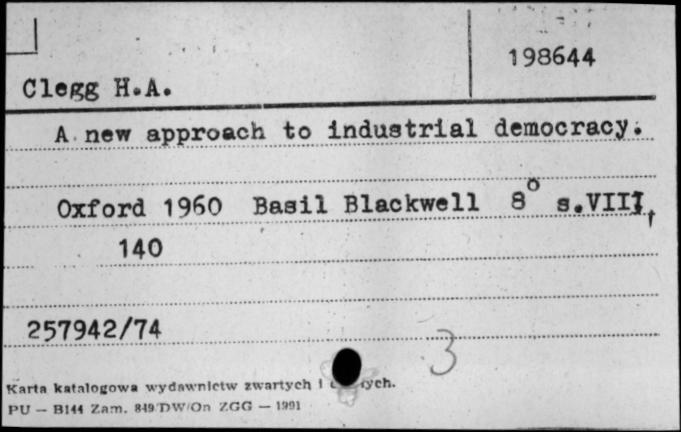 198644
Clegg H.A.
A new approach to industrial democracy.
Oxford 1960 Basil Blackwell 8° s.VIII,
140
257942/74
3
Karta katalogowa wydawnictw zwartych i
PU — B144 Zam. 849/DW/On ZGG — 1991